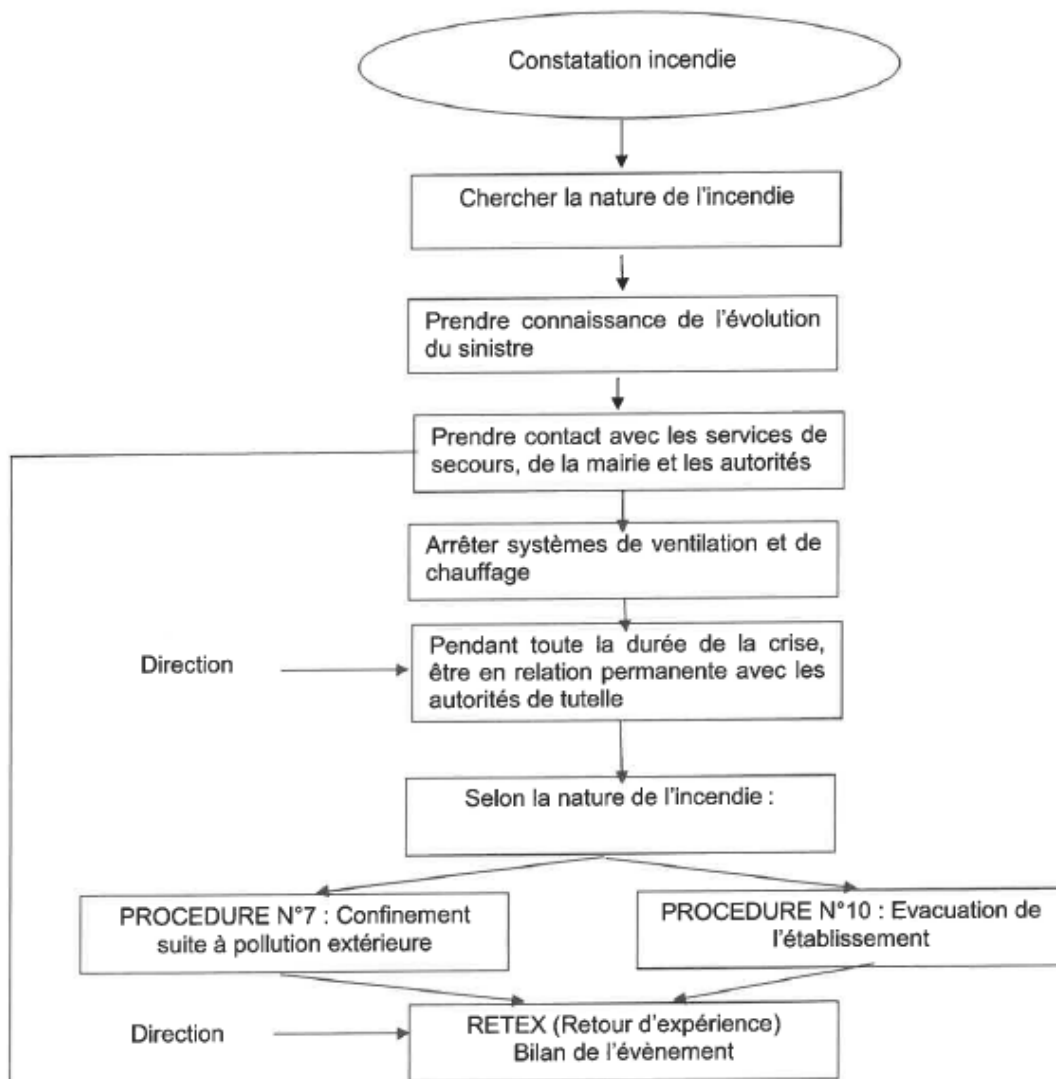 Constatation incendie
Chercher la nature de l'incendie
Prendre connaissance de l'évolution
du sinistre
Prendre contact avec les services de
secours, de la mairie et les autorités
Arrêter systèmes de ventilation et de
chauffage
Direction
Pendant toute la durée de la crise,
être en relation permanente avec les
autorités de tutelle
Selon la nature de l'incendie :
PROCEDURE N°7 : Confinement
suite à pollution extérieure
PROCEDURE N°10 : Evacuation de
l'établissement
Direction
RETEX (Retour d'expérience)
Bilan de l'évènement